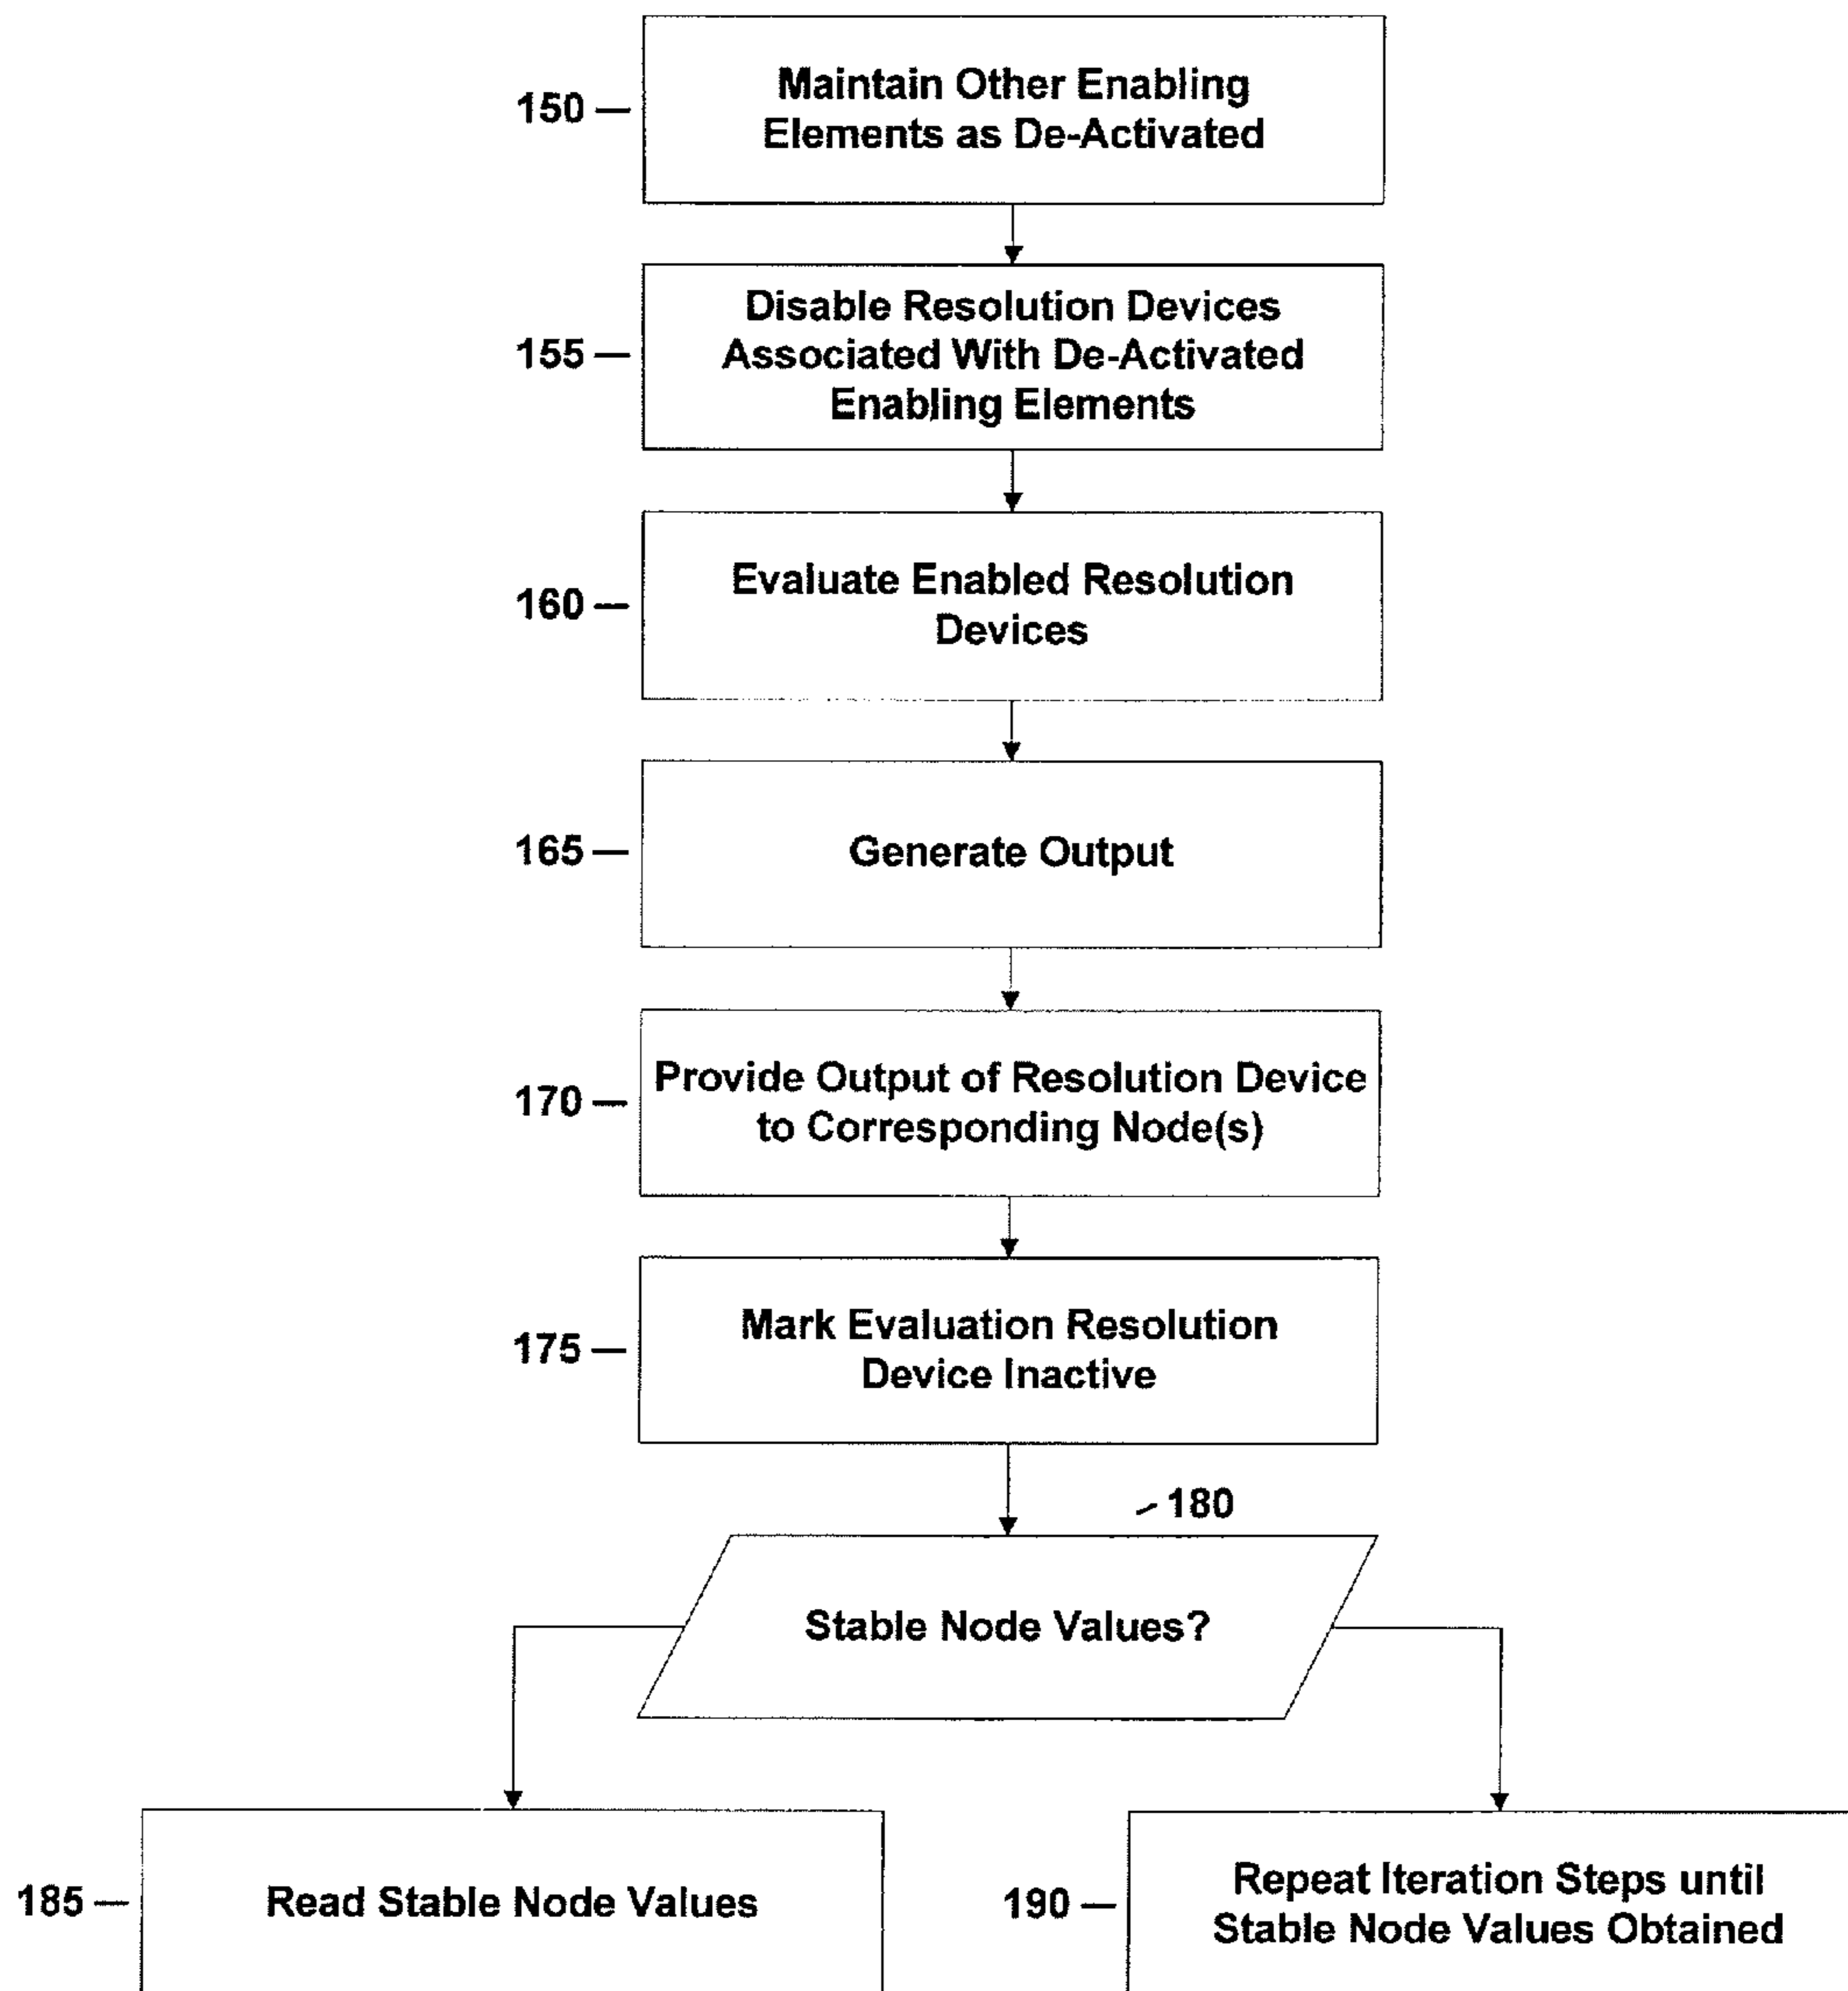 Maintain Other Enabling
150
Elements as De-Activated
Disable Resolution Devices
155
Associated With De-Activated
Enabling Elements
Evaluate Enabled Resolution
160
Devices
165
Generate Output
Provide Output of Resolution Device
170
to Corresponding Node(s)
Mark Evaluation Resolution
175
Device Inactive
180
Stable Node Values?
185
Read Stable Node Values
Repeat Iteration Steps until
190
Stable Node Values Obtained